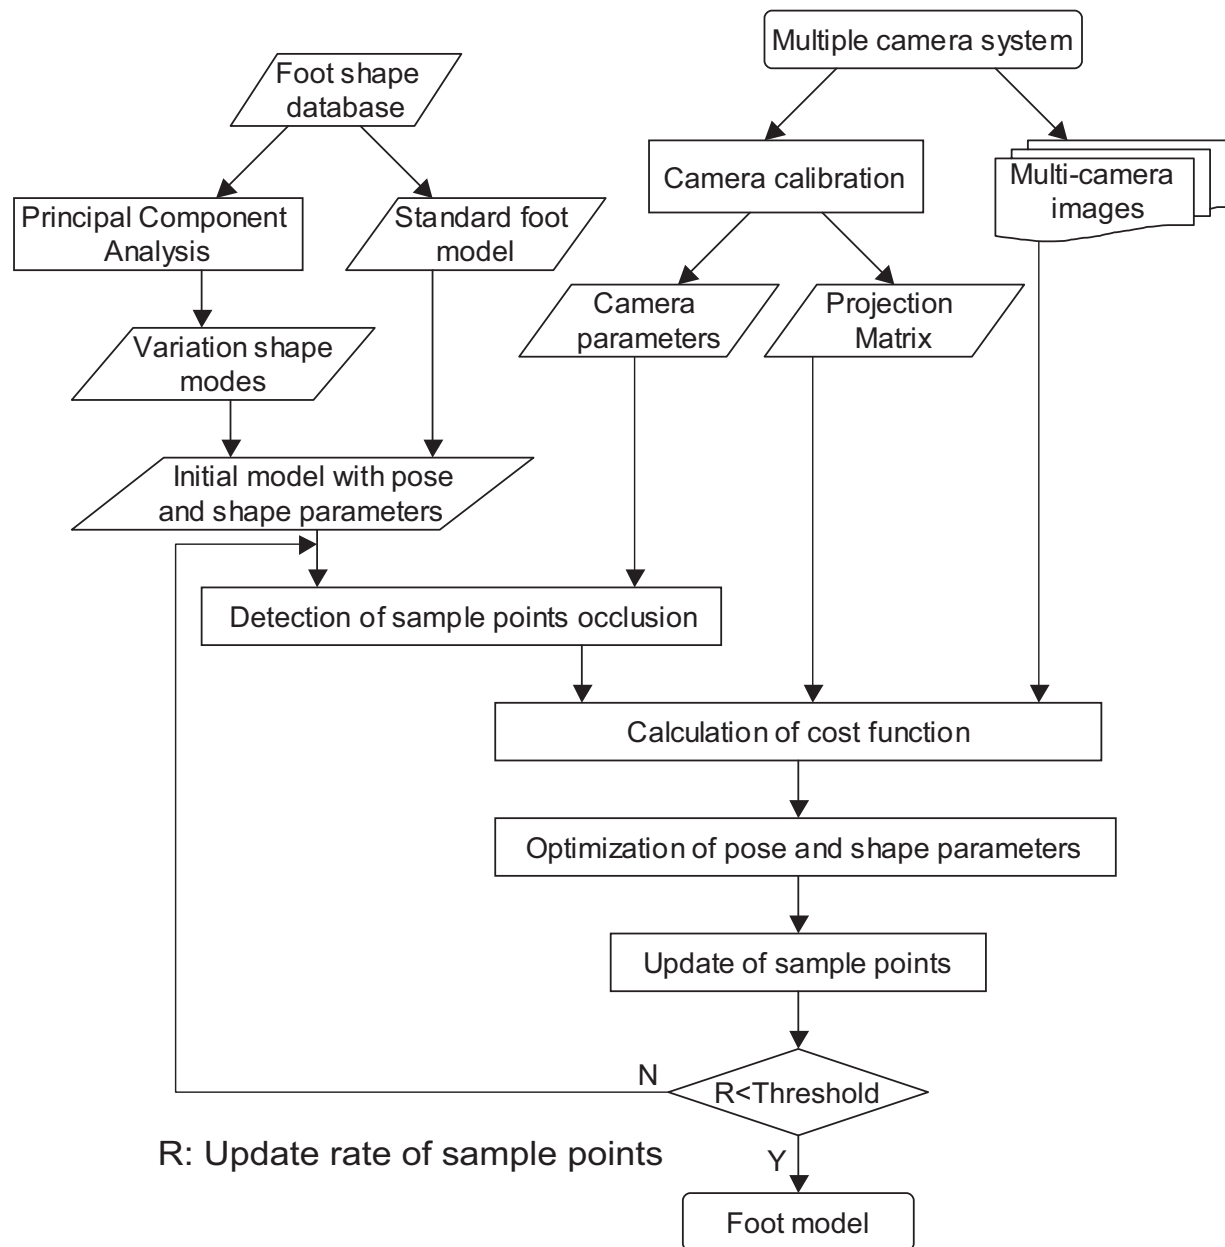 Multiple camera system
Foot shape
database
Camera calibration
Multi-camera
images
Principal Component
Analysis
Standard foot
model
Camera
parameters
Projection
Matrix
Variation shape
modes
Initial model with pose
and shape parameters
Detection of sample points occlusion
Calculation of cost function
Optimization of pose and shape parameters
Update of sample points
N
R<Threshold
R: Update rate of sample points
Y
Foot model